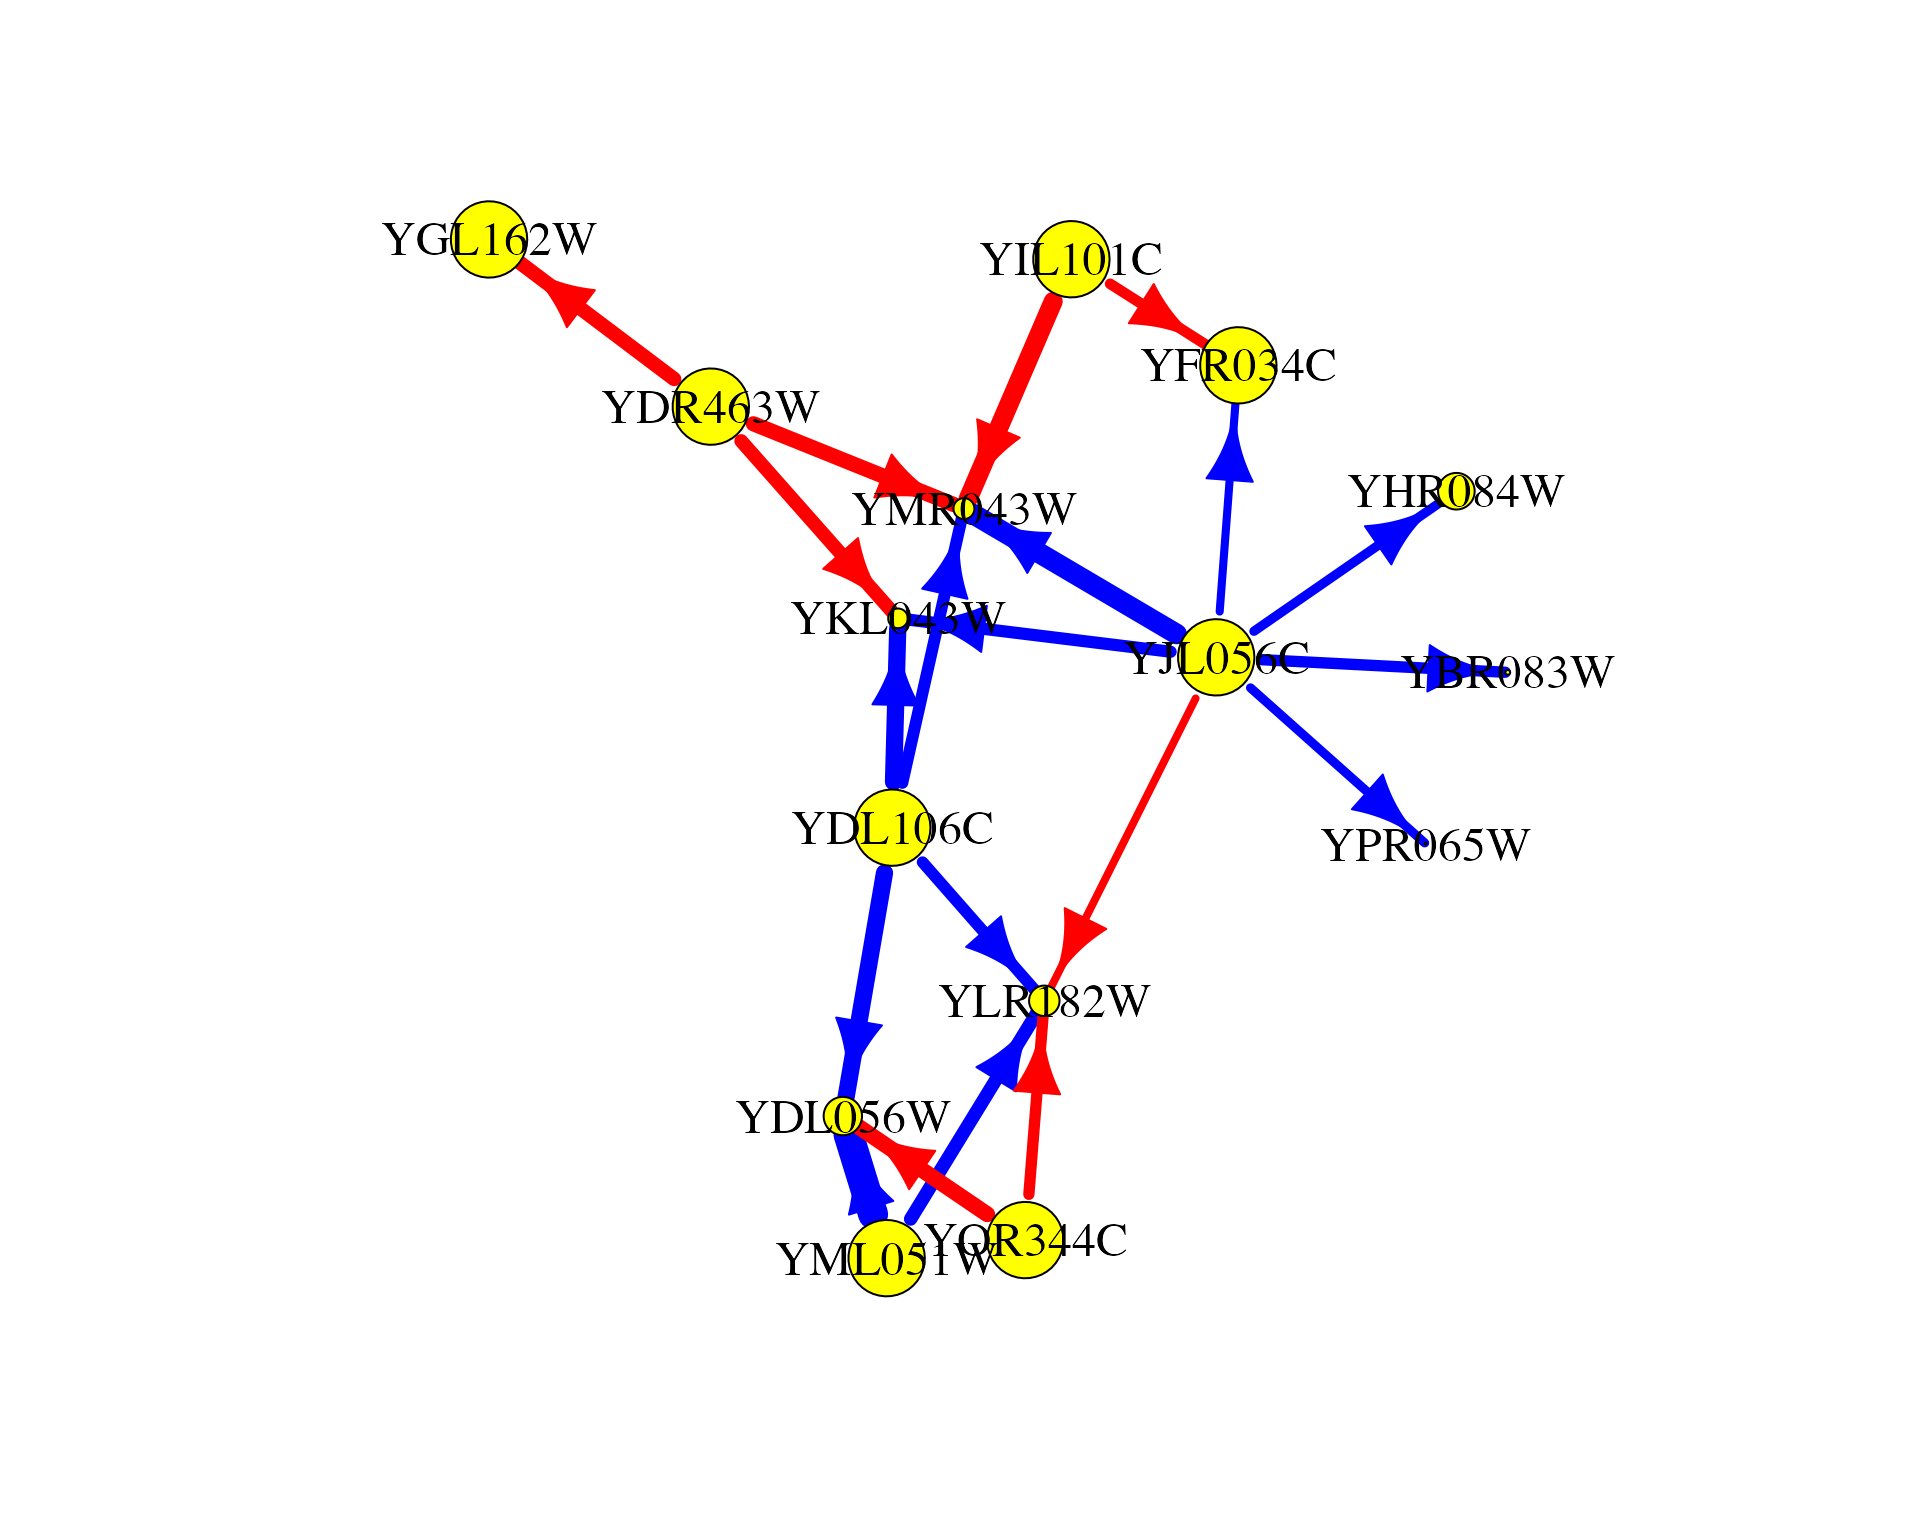 YGL162W
YIL101C
YFR034C
YDR463W
YHR084W
YMR043W
YKL043W
YJL056C
YBR083W
YDL106C
YPR065W
YLR182W
YDL056W
YOR344C
YML051W